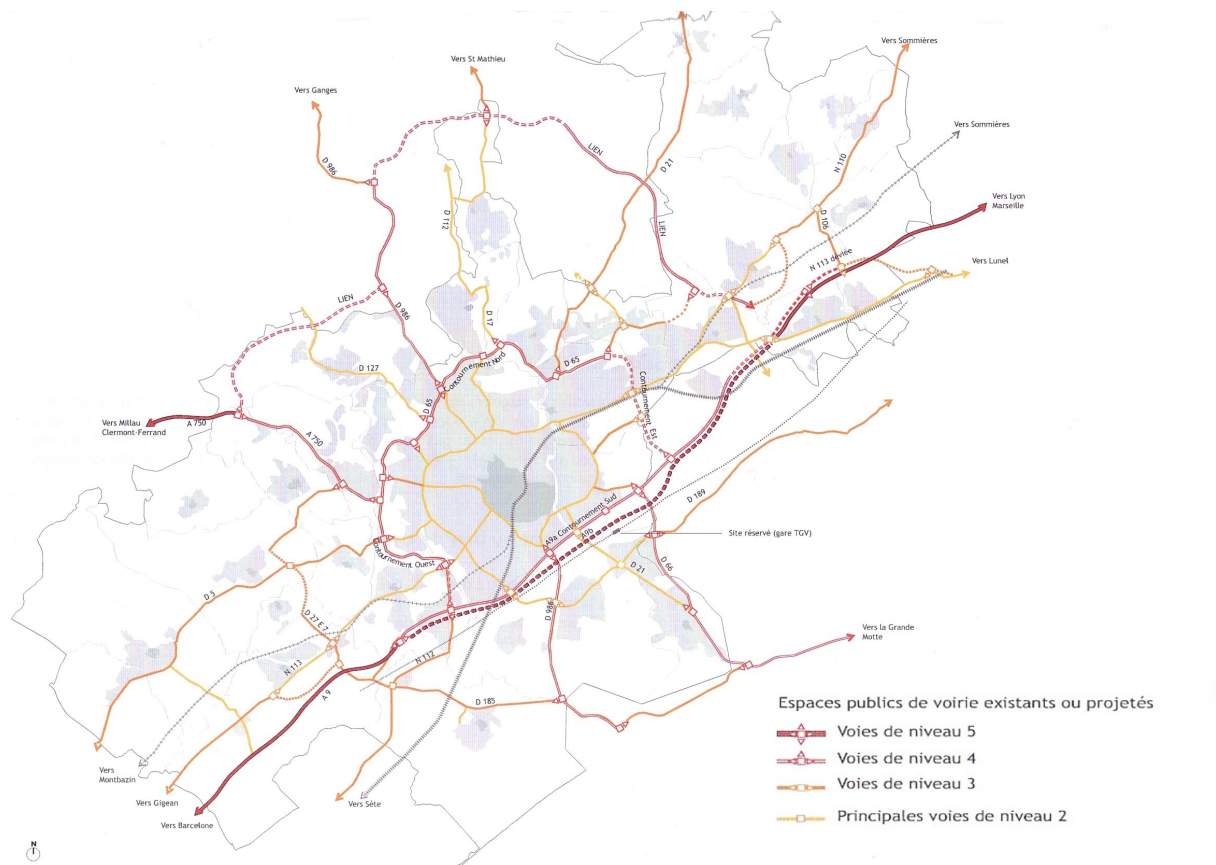 Vers Sommières
Vers St Mathieu
Vers Ganges
Vers Sommières
LIEN
D 21
N 110
D 986
Vers Lyon
Marseille
D 112
LIEN
D 106
N 113 déviée
Vers Lunel
LIEN
D 986
D 17
Contournement Nord
D 65
D 127
Contournement Est
D 65
Vers Millau
Clermont-Ferrand
A 750
A 750
D 189
A9a Contournement Sud
A9b
Site réservé (gare TGV)
Contournement Ouest
D 21
D 66
D 5
D 27 E 7
D 986
Vers la Grande
Motte
N 113
N 112
A 9
D 185
Espaces publics de voirie existants ou projetés
Voies de niveau 5
Voies de niveau 4
Vers
Montbazin
Voies de niveau 3
Vers Gigean
Vers Sète
Principales voies de niveau 2
Vers Barcelone
N